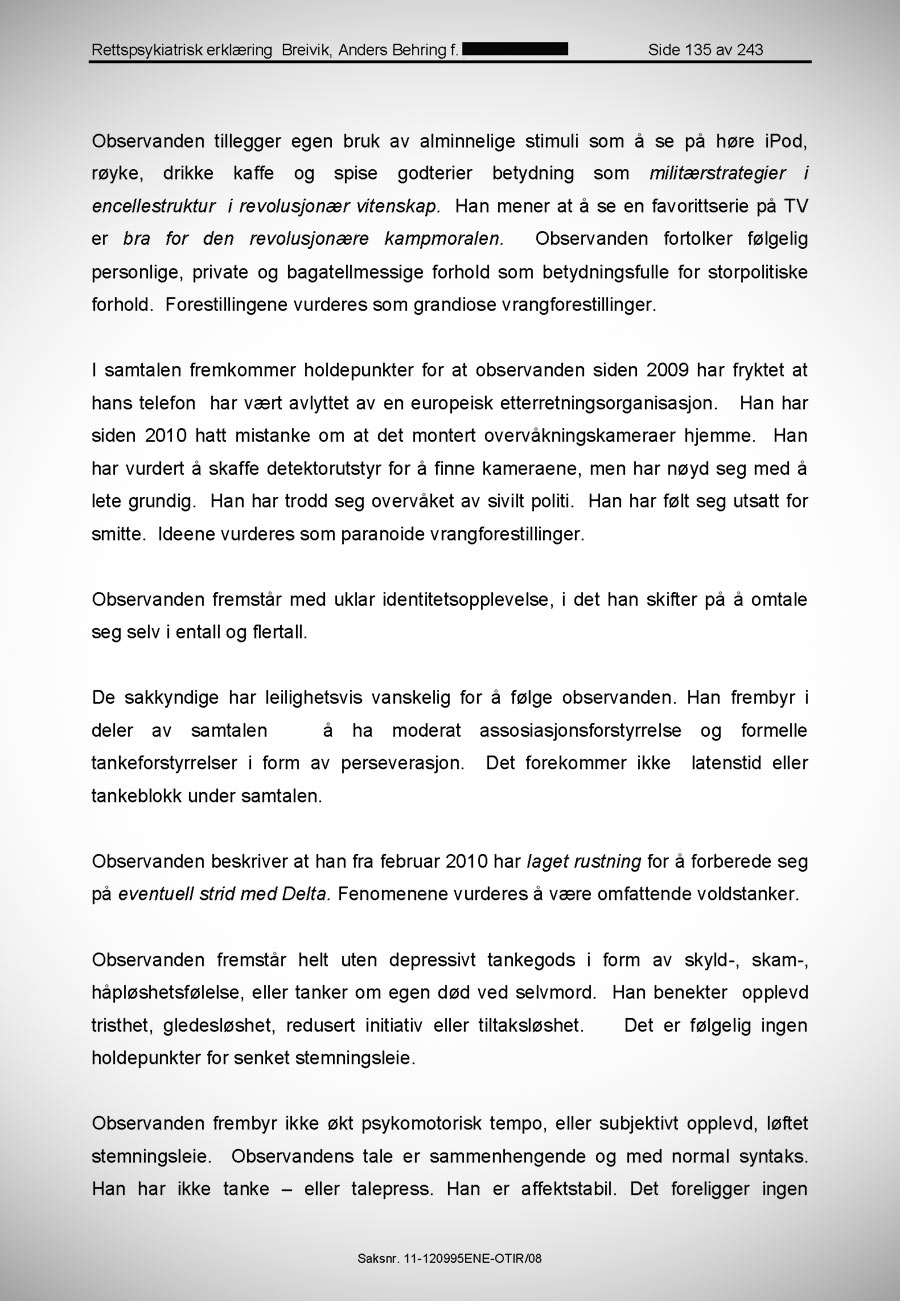 Rettspsykiatrisk erklæring Breivik, Anders Behring f. Side 135 av 243
Observanden tillegger egen bruk av alminnelige stimuli som å se på høre iPod,
røyke, drikke kaffe og spise godterier betydning som militærstrategier i
encellestruktur i revolusjonær vitenskap. Han mener at å se en favorittserie på TV
er bra for den revolusjonære kampmoralen. Observanden fortolker følgelig
personlige, private og bagatellmessige forhold som betydningsfulle for storpolitiske
forhold. Forestillingene vurderes som grandiose vrangforestillinger.
I samtalen fremkommer holdepunkter for at observanden siden 2009 har fryktet at
hans telefon har vært avlyttet av en europeisk etterretningsorganisasjon. Han har
siden 2010 hatt mistanke om at det montert overvåkningskameraer hjemme. Han
har vurdert å skaffe detektorutstyr for å finne kameraene, men har nøyd seg med å
lete grundig. Han har trodd seg overvåket av sivilt politi. Han har følt seg utsatt for
smitte. Ideene vurderes som paranoide vrangforestillinger.
Observanden fremstår med uklar identitetsopplevelse, i det han skifter på å omtale
seg selv i entall og flertall.
De sakkyndige har leilighetsvis vanskelig for å følge observanden. Han frembyr i
deler av samtalen å ha moderat assosiasjonsforstyrrelse og formelle
tankeforstyrrelser i form av perseverasjon. Det forekommer ikke latenstid eller
tankeblokk under samtalen.
Observanden beskriver at han fra februar 2010 har laget rustning for å forberede seg
på eventuell strid med Delta. Fenomenene vurderes å være omfattende voldstanker.
Observanden fremstår helt uten depressivt tankegods i form av skyld-, skam-,
håpløshetsfølelse, eller tanker om egen død ved selvmord. Han benekter opplevd
tristhet, gledesløshet, redusert initiativ eller tiltaksløshet. Det er følgelig ingen
holdepunkter for senket stemningsleie.
Observanden frembyr ikke økt psykomotorisk tempo, eller subjektivt opplevd, løftet
stemningsleie. Observandens tale er sammenhengende og med normal syntaks.
Han har ikke tanke – eller talepress. Han er affektstabil. Det foreligger ingen
Saksnr. 11-120995ENE-OTIR/08